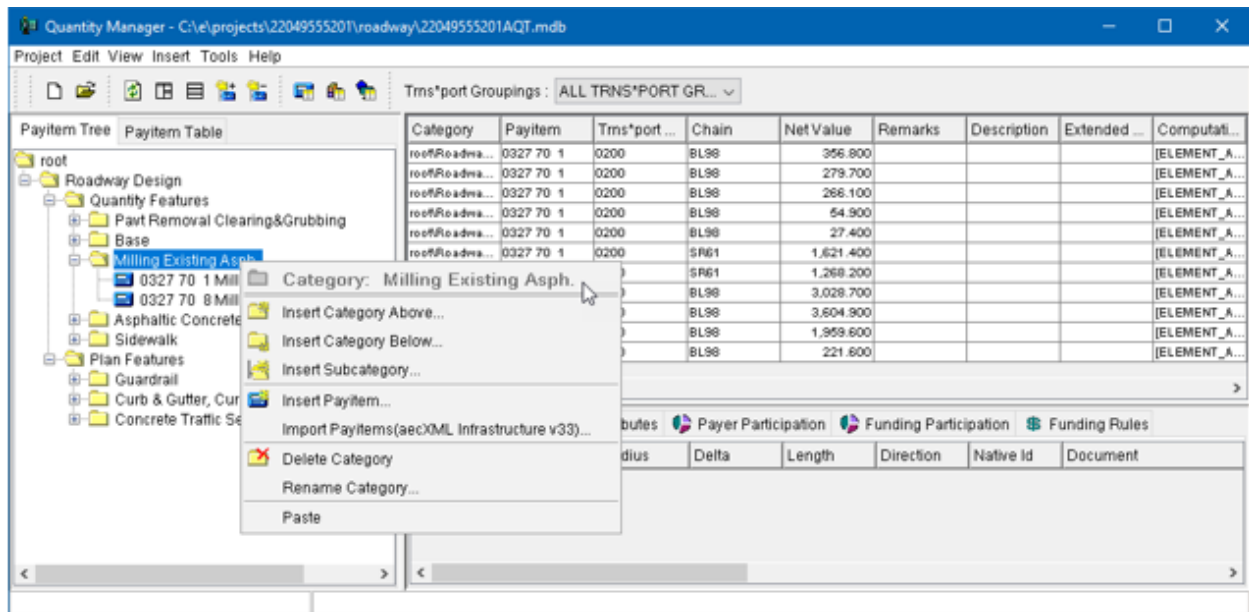 Quantity Manager - C:\e\projects\22049555201\roadway\22049555201AQT.mdb
Project Edit View Insert Tools Help
Trns*port Groupings : ALL TRNS*PORT GR...
Payitem Tree Payitem Table
Category Payitem Trns*port ... Chain Net Value Remarks Description Extended ... Computati...
root\Roadwa... 0327 70 1 0200 BL98 356.800 [ELEMENT_A...
root\Roadwa... 0327 70 1 0200 BL98 279.700 [ELEMENT_A...
root\Roadwa... 0327 70 1 0200 BL98 266.100 [ELEMENT_A...
root\Roadwa... 0327 70 1 0200 BL98 54.900 [ELEMENT_A...
root\Roadwa... 0327 70 1 0200 BL98 27.400 [ELEMENT_A...
root\Roadwa... 0327 70 1 0200 SR61 1,621.400 [ELEMENT_A...
SR61 1,268.200 [ELEMENT_A...
BL98 3,028.700 [ELEMENT_A...
BL98 3,604.900 [ELEMENT_A...
BL98 1,959.600 [ELEMENT_A...
BL98 221.600 [ELEMENT_A...
root
Roadway Design
Quantity Features
Pavt Removal Clearing&Grubbing
Base
Milling Existing Asph.
0327 70 1 Mill
0327 70 8 Mill
Asphaltic Concrete
Sidewalk
Plan Features
Guardrail
Curb & Gutter, Cur
Concrete Traffic Se
Category: Milling Existing Asph.
Insert Category Above...
Insert Category Below...
Insert Subcategory...
Insert Payitem...
Import Payitems(aecXML Infrastructure v33)...
Delete Category
Rename Category...
Paste
butes Payer Participation Funding Participation Funding Rules
dius Delta Length Direction Native Id Document